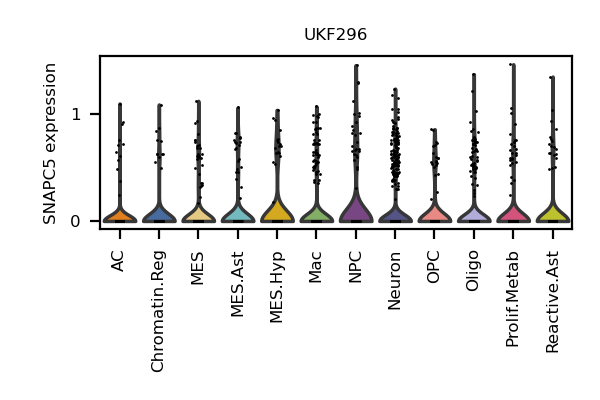 UKF296
SNAPC5 expression
1
0
AC
Chromatin.Reg
MES
MES.Ast
MES.Hyp
Mac
NPC
Neuron
OPC
Oligo
Prolif.Metab
Reactive.Ast